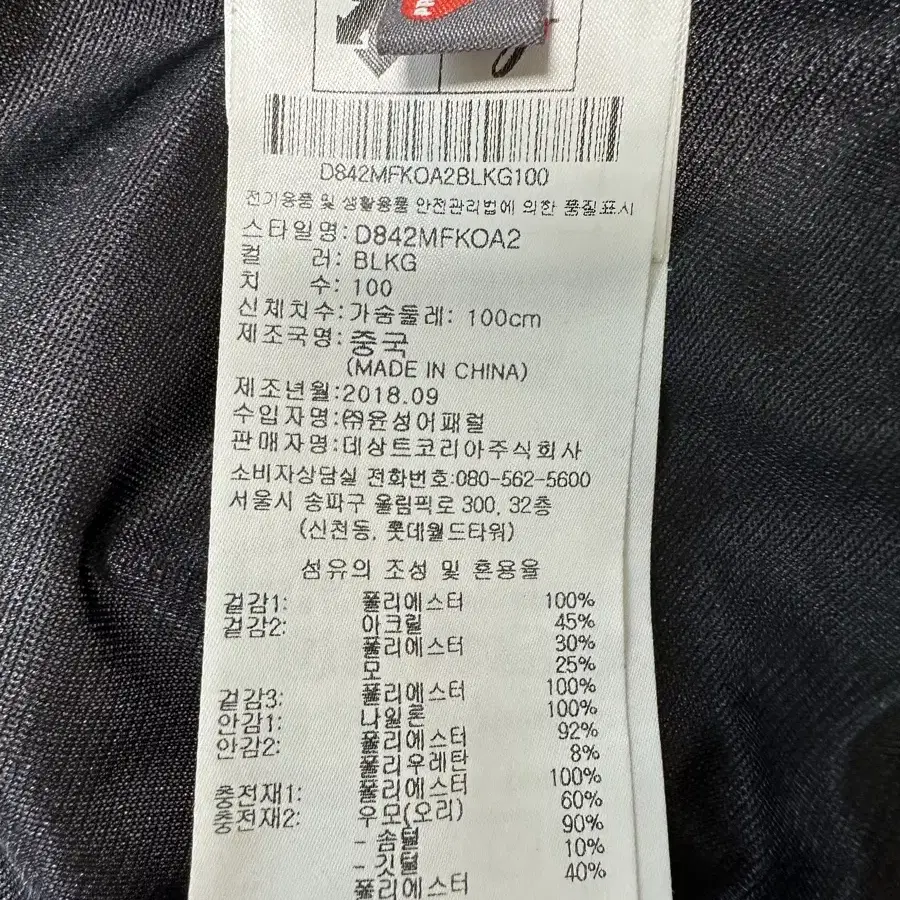 D842MFKOA2BLKG100
전기용품 및 생활용품 안전관리법에 의한 품질표시
스타일명: D842MFKOA2
컬 러: BLKG
치 수: 100
신체치수: 가슴둘레: 100cm
제조국명: 중국
(MADE IN CHINA)
제조년월: 2018.09
수입자명: ㈜윤성어패럴
판매자명: 데상트코리아주식회사
소비자상담실 전화번호: 080-562-5600
서울시 송파구 올림픽로 300, 32층
(신천동, 롯데월드타워)
섬유의 조성 및 혼용율
겉감1: 폴리에스터 100%
겉감2: 아크릴 45%
폴리에스터 30%
모 25%
겉감3: 폴리에스터 100%
안감1: 나일론 100%
안감2: 폴리에스터 92%
폴리우레탄 8%
충전재1: 폴리에스터 100%
충전재2: 우모(오리) 60%
- 솜털 90%
- 깃털 10%
폴리에스터 40%